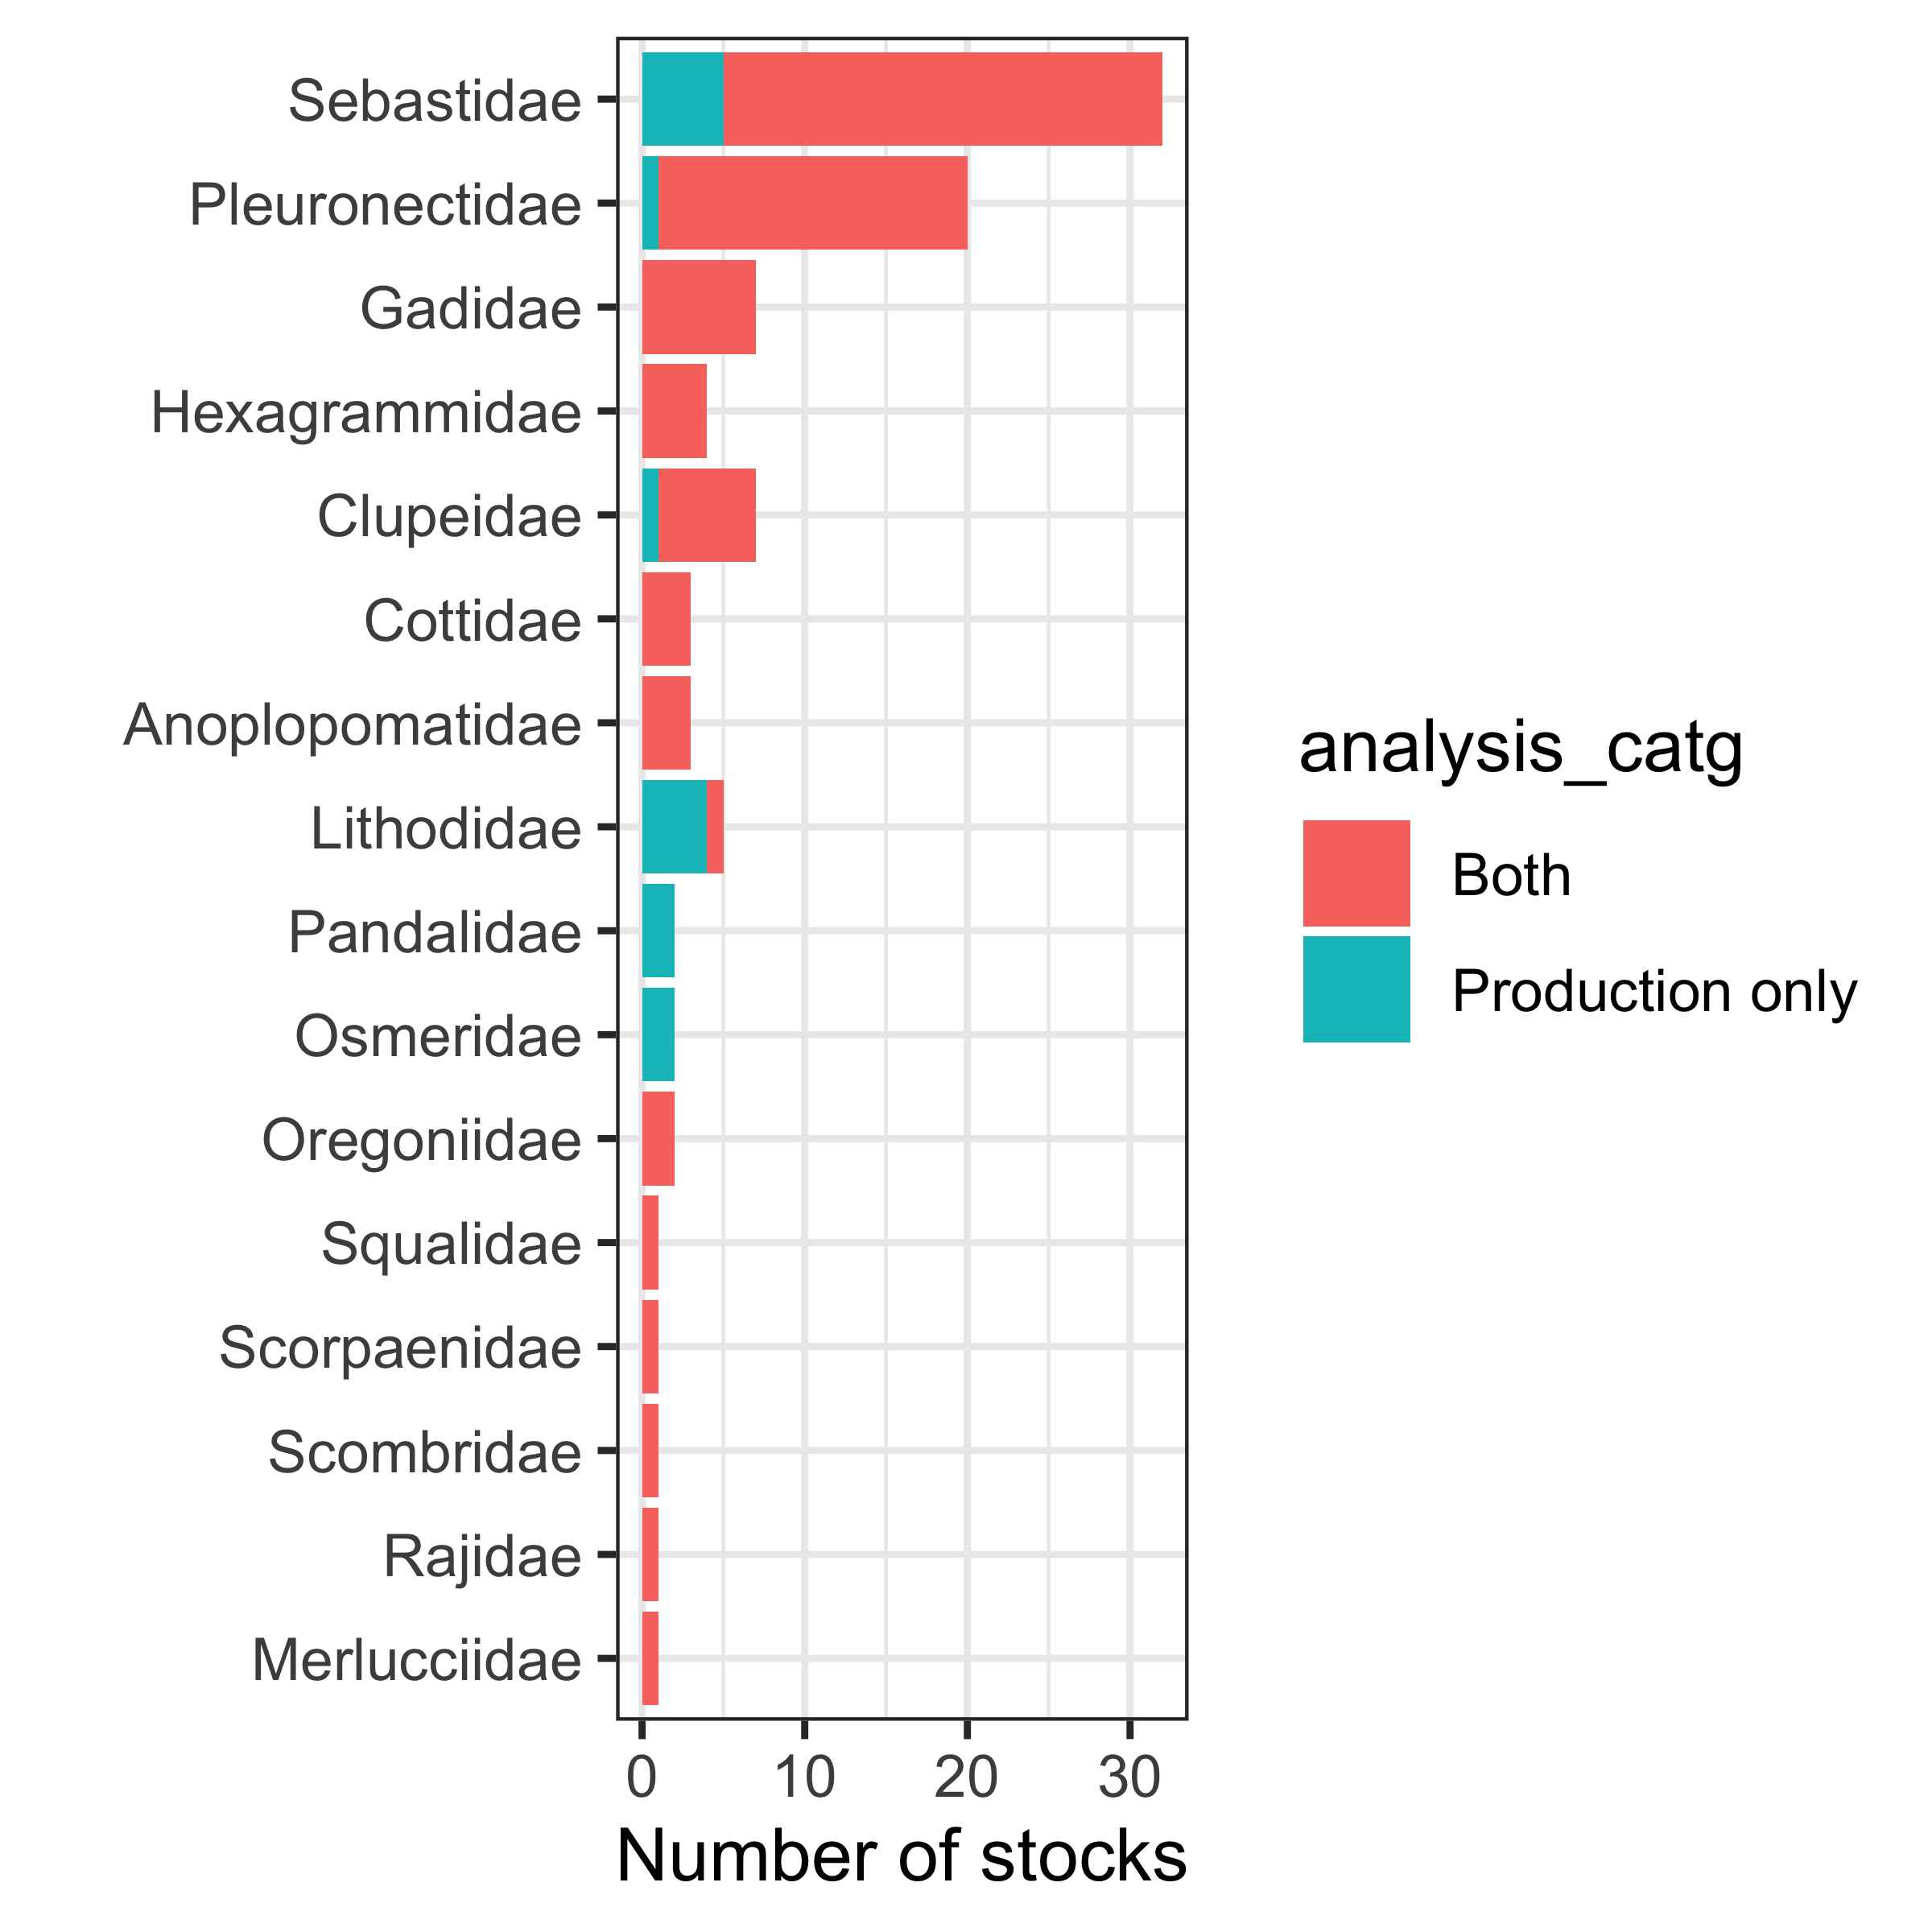 Sebastidae
Pleuronectidae
Gadidae
Hexagrammidae
Clupeidae
Cottidae
Anoplopomatidae
Lithodidae
Pandalidae
Osmeridae
Oregoniidae
Squalidae
Scorpaenidae
Scombridae
Rajidae
Merlucciidae
0 10 20 30
Number of stocks
analysis_catg
Both
Production only